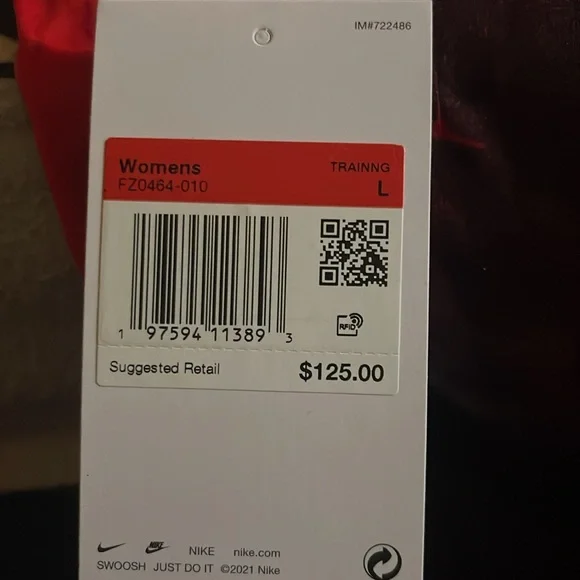 IM#722486
Womens TRAINNG
FZ0464-010 L
1 97594 11389 3
RFID
Suggested Retail $125.00
NIKE NIKE nike.com
SWOOSH JUST DO IT ©2021 Nike